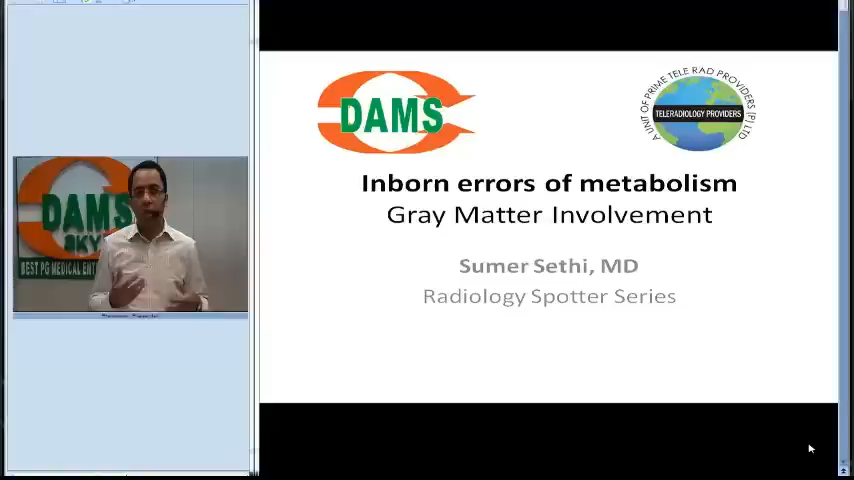 DAMS
A UNIT OF PRIME TELE RAD PROVIDERS (P) LTD
TELERADIOLOGY PROVIDERS
Inborn errors of metabolism
Gray Matter Involvement
Sumer Sethi, MD
Radiology Spotter Series
DAMS
SKY
BEST PG MEDICAL